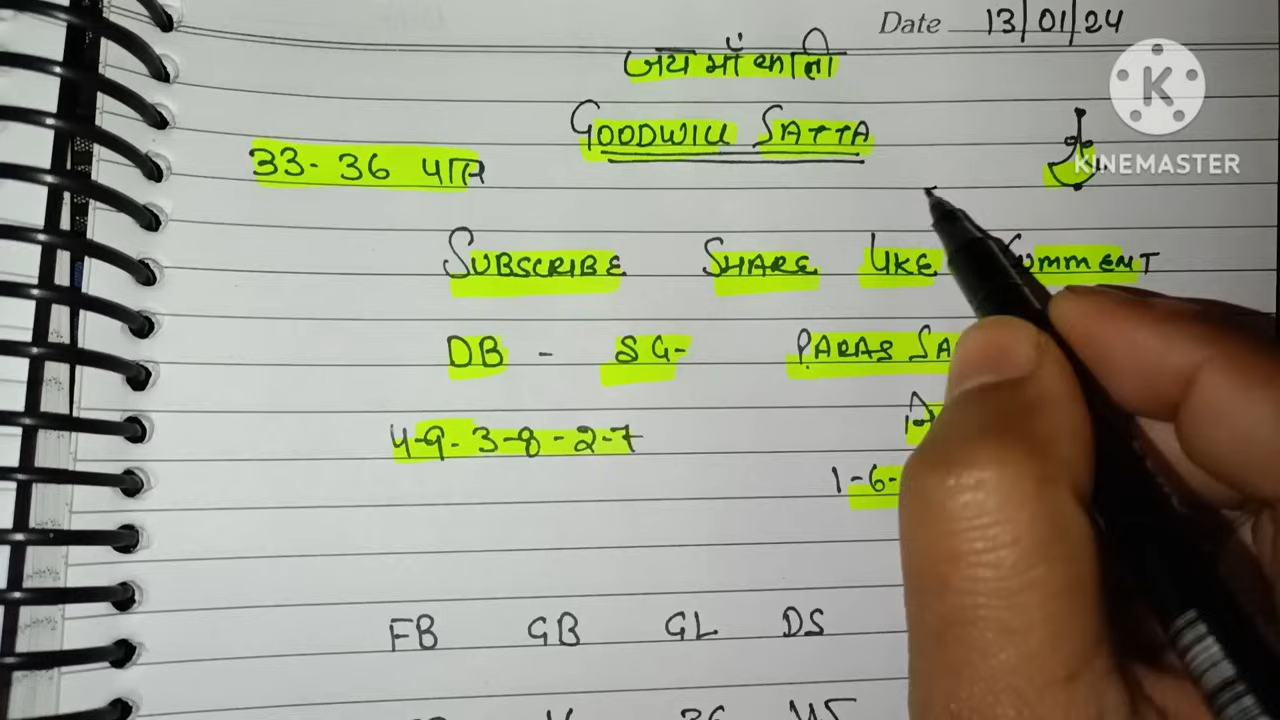 Date 13/01/24
जय माँ काली
GOODWILL SATTA
33-36 पास
KINEMASTER
SUBSCRIBE SHARE LIKE COMMENT
DB - SG- PARAS
4-9-3-8-2-7
1-6-
FB GB GL DS